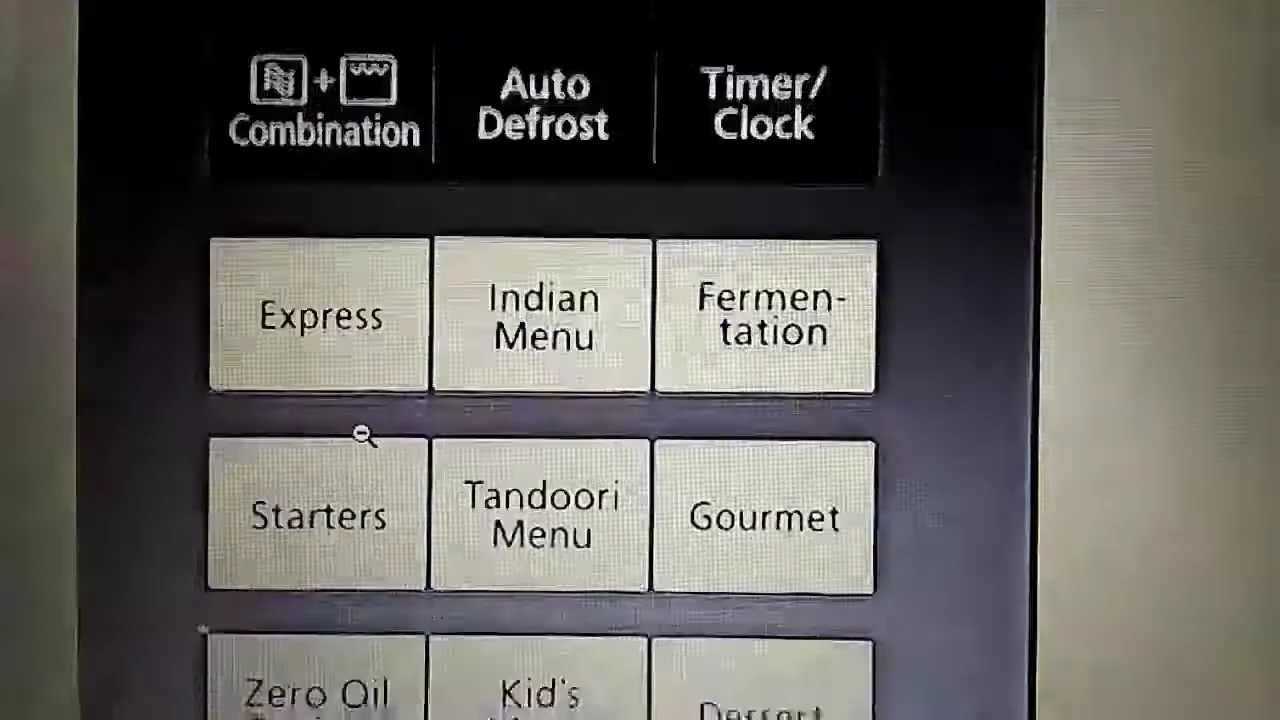 +
Combination
Auto
Defrost
Timer/
Clock
Express
Indian
Menu
Fermen-
tation
Starters
Tandoori
Menu
Gourmet
Zero Oil
Kid's
Dessert